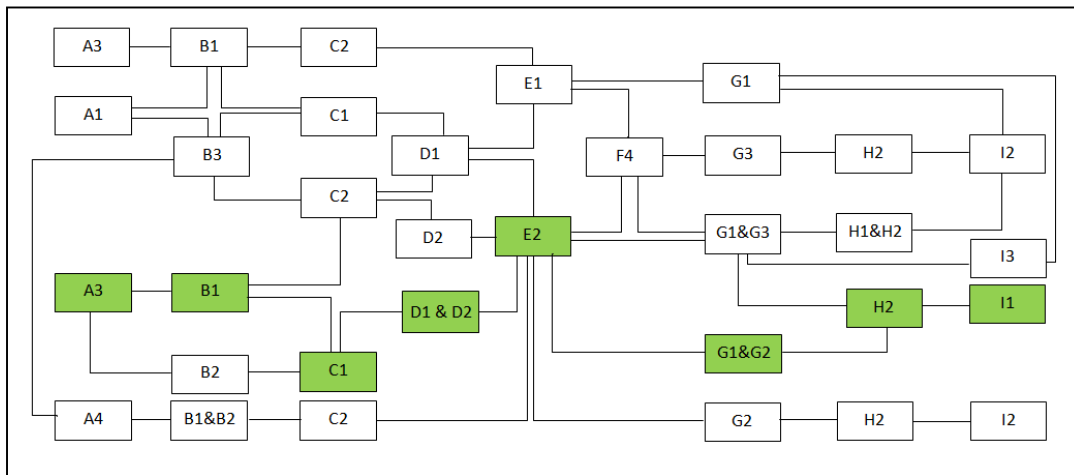 A3
B1
C2
E1
G1
A1
C1
B3
D1
F4
G3
H2
I2
C2
D2
E2
G1&G3
H1&H2
I3
A3
B1
D1 & D2
H2
I1
C1
G1&G2
B2
A4
B1&B2
C2
G2
H2
I2